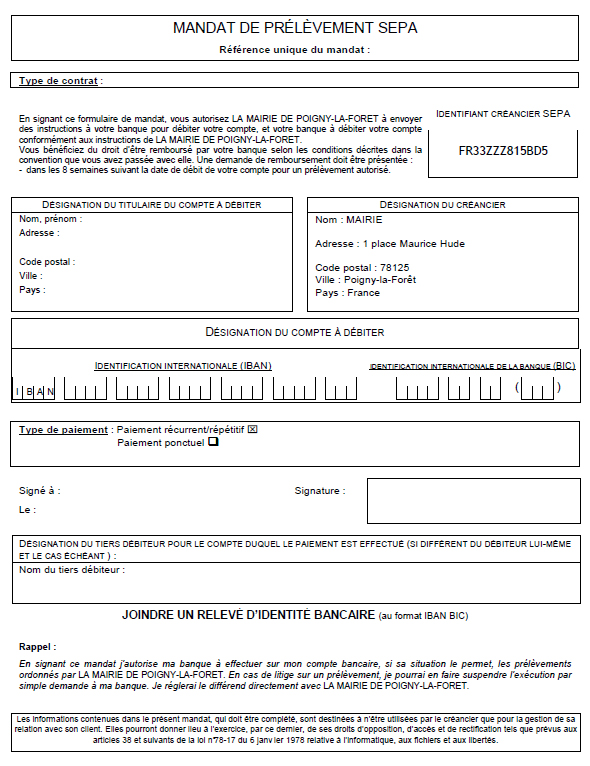 MANDAT DE PRÉLÈVEMENT SEPA
Référence unique du mandat :
Type de contrat :
En signant ce formulaire de mandat, vous autorisez LA MAIRIE DE POIGNY-LA-FORET à envoyer
des instructions à votre banque pour débiter votre compte, et votre banque à débiter votre compte
conformément aux instructions de LA MAIRIE DE POIGNY-LA-FORET.
Vous bénéficiez du droit d'être remboursé par votre banque selon les conditions décrites dans la
convention que vous avez passée avec elle. Une demande de remboursement doit être présentée :
- dans les 8 semaines suivant la date de débit de votre compte pour un prélèvement autorisé.
IDENTIFIANT CRÉANCIER SEPA
FR33ZZZ815BD5
DÉSIGNATION DU TITULAIRE DU COMPTE À DÉBITER
Nom, prénom :
Adresse :
Code postal :
Ville :
Pays :
DÉSIGNATION DU CRÉANCIER
Nom : MAIRIE
Adresse : 1 place Maurice Hude
Code postal : 78125
Ville : Poigny-la-Forêt
Pays : France
DÉSIGNATION DU COMPTE À DÉBITER
IDENTIFICATION INTERNATIONALE (IBAN)
IDENTIFICATION INTERNATIONALE DE LA BANQUE (BIC)
I B A N
( )
Type de paiement : Paiement récurrent/répétitif ☒
Paiement ponctuel ❑
Signé à :
Signature :
Le :
DÉSIGNATION DU TIERS DÉBITEUR POUR LE COMPTE DUQUEL LE PAIEMENT EST EFFECTUÉ (SI DIFFÉRENT DU DÉBITEUR LUI-MÊME
ET LE CAS ÉCHÉANT ) :
Nom du tiers débiteur :
JOINDRE UN RELEVÉ D'IDENTITÉ BANCAIRE (au format IBAN BIC)
Rappel :
En signant ce mandat j'autorise ma banque à effectuer sur mon compte bancaire, si sa situation le permet, les prélèvements
ordonnés par LA MAIRIE DE POIGNY-LA-FORET. En cas de litige sur un prélèvement, je pourrai en faire suspendre l'exécution par
simple demande à ma banque. Je réglerai le différend directement avec LA MAIRIE DE POIGNY-LA-FORET.
Les informations contenues dans le présent mandat, qui doit être complété, sont destinées à n'être utilisées par le créancier que pour la gestion de sa
relation avec son client. Elles pourront donner lieu à l'exercice, par ce dernier, de ses droits d'opposition, d'accès et de rectification tels que prévus aux
articles 38 et suivants de la loi n°78-17 du 6 janvier 1978 relative à l'informatique, aux fichiers et aux libertés.